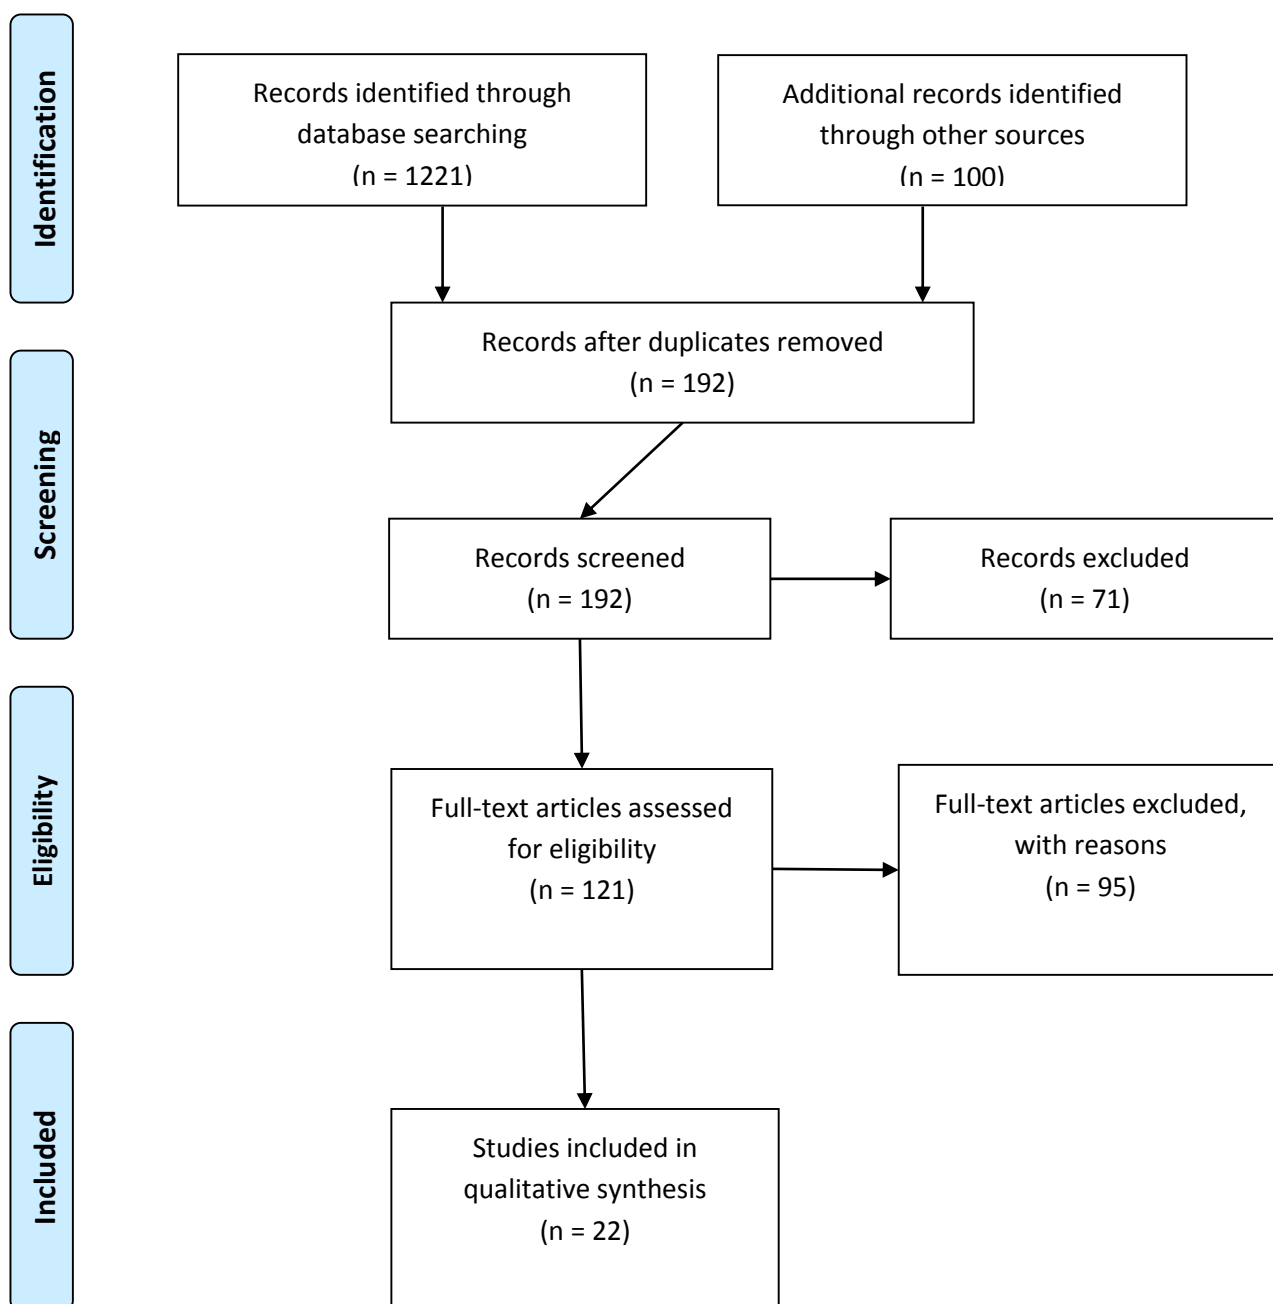 Identification
Records identified through
database searching
(n = 1221)
Additional records identified
through other sources
(n = 100)
Records after duplicates removed
(n = 192)
Screening
Records screened
(n = 192)
Records excluded
(n = 71)
Eligibility
Full-text articles assessed
for eligibility
(n = 121)
Full-text articles excluded,
with reasons
(n = 95)
Included
Studies included in
qualitative synthesis
(n = 22)